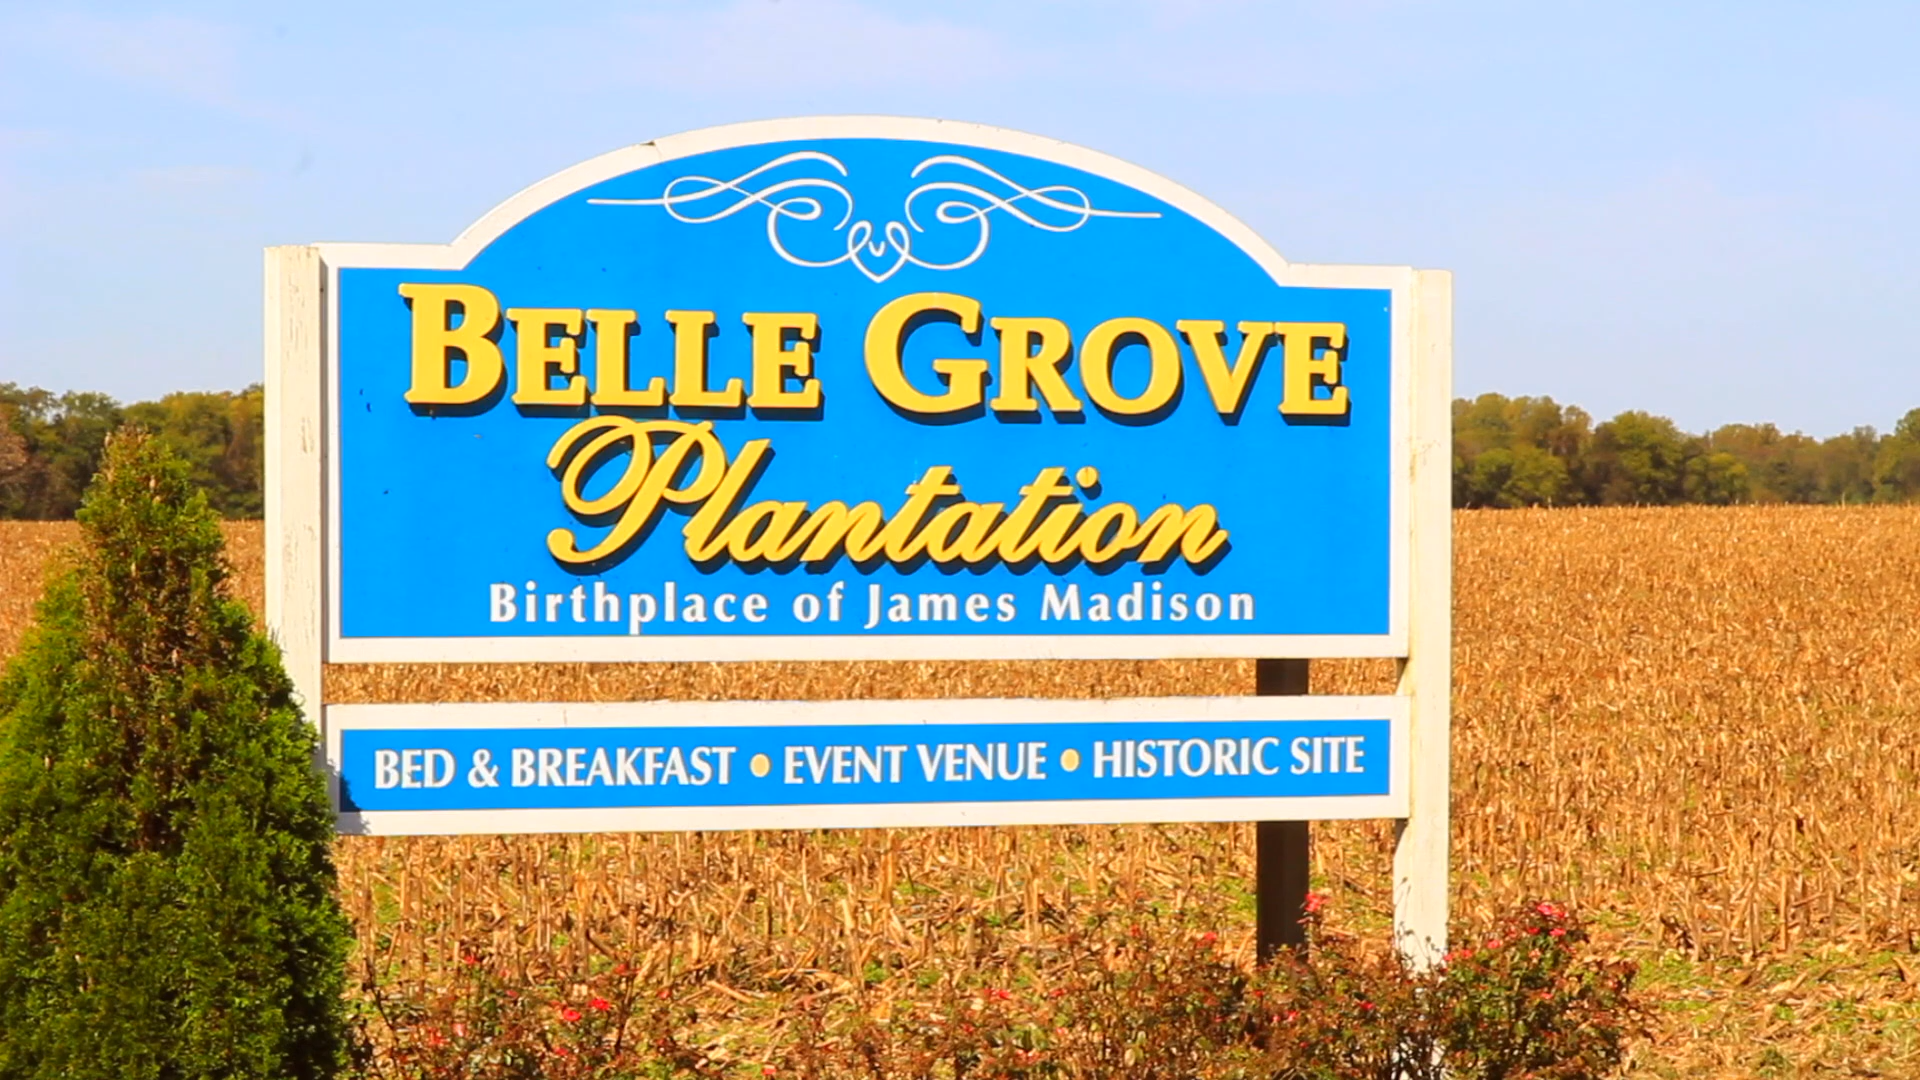 BELLE GROVE
Plantation
Birthplace of James Madison
BED & BREAKFAST • EVENT VENUE • HISTORIC SITE